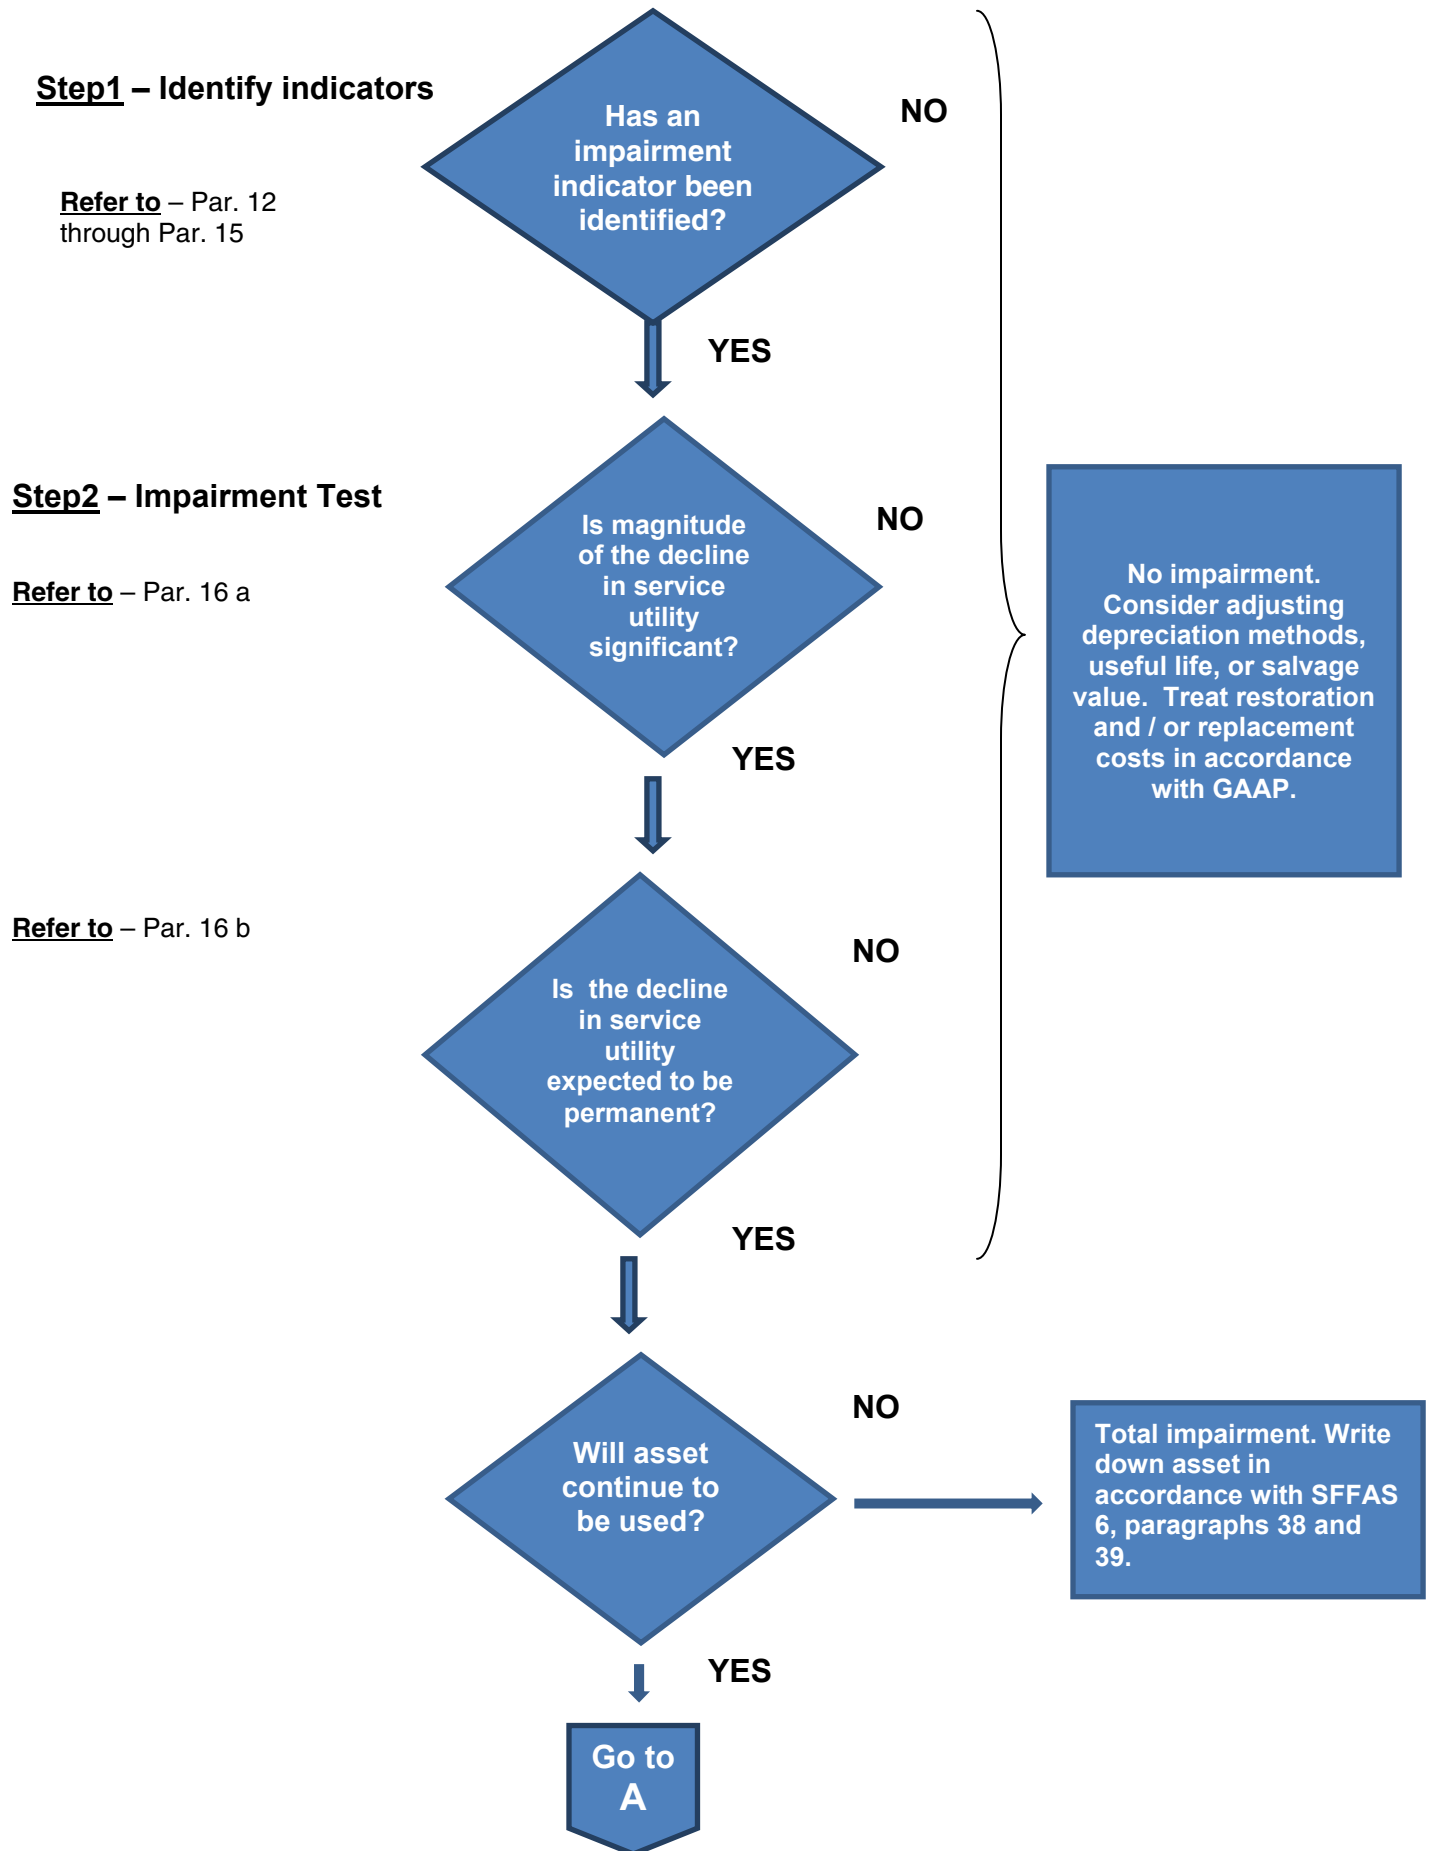 Step1 – Identify indicators
Refer to – Par. 12
through Par. 15
Has an
impairment
indicator been
identified?
NO
YES
Step2 – Impairment Test
Refer to – Par. 16 a
Is magnitude
of the decline
in service
utility
significant?
NO
YES
No impairment.
Consider adjusting
depreciation methods,
useful life, or salvage
value.  Treat restoration
and / or replacement
costs in accordance
with GAAP.
Refer to – Par. 16 b
Is  the decline
in service
utility
expected to be
permanent?
NO
YES
Will asset
continue to
be used?
NO
Total impairment. Write
down asset in
accordance with SFFAS
6, paragraphs 38 and
39.
YES
Go to
A